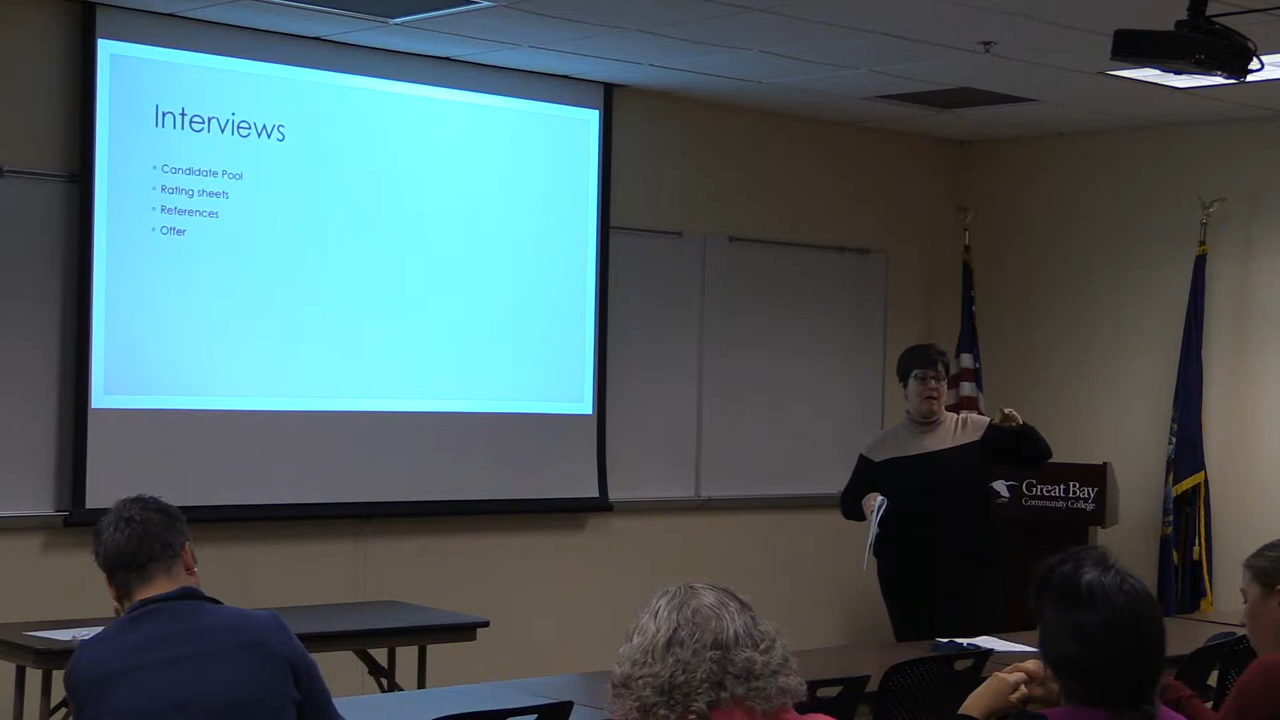 Interviews
Candidate Pool
Rating sheets
References
Offer
Great Bay
Community College